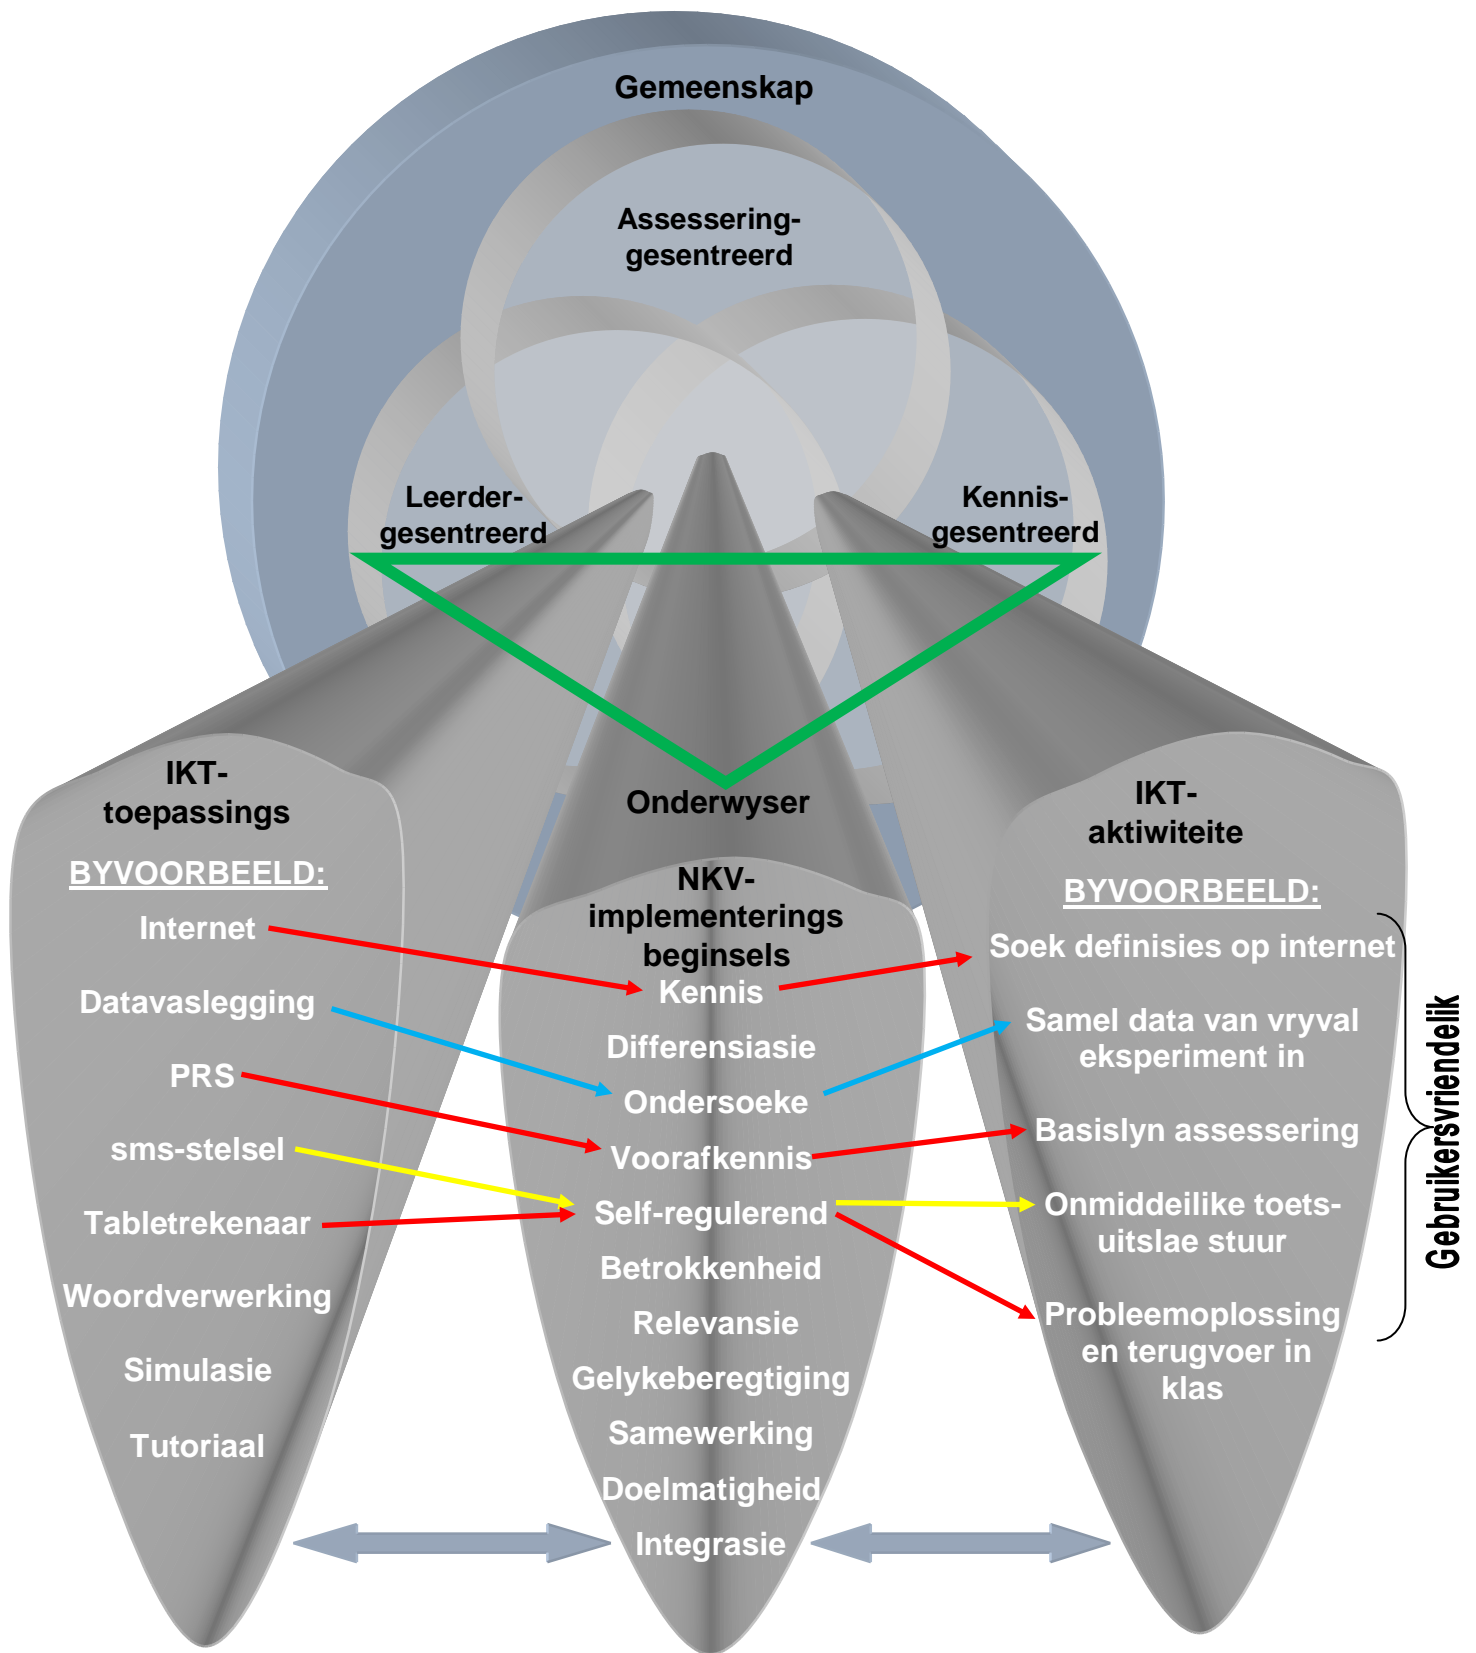 Gemeenskap
Assessering-
gesentreerd
Leerder-
gesentreerd
Kennis-
gesentreerd
Onderwyser
IKT-
toepassings
BYVOORBEELD:
Internet
Datavaslegging
PRS
sms-stelsel
Tabletrekenaar
Woordverwerking
Simulasie
Tutoriaal
NKV-
implementerings
beginsels
Kennis
Differensiasie
Ondersoeke
Voorafkennis
Self-regulerend
Betrokkenheid
Relevansie
Gelykeberegtiging
Samewerking
Doelmatigheid
Integrasie
IKT-
aktiwiteite
BYVOORBEELD:
Soek definisies op internet
Samel data van vryval
eksperiment in
Basislyn assessering
Onmiddeilike toets-
uitslae stuur
Probleemoplossing
en terugvoer in
klas
Gebruikersvriendelik